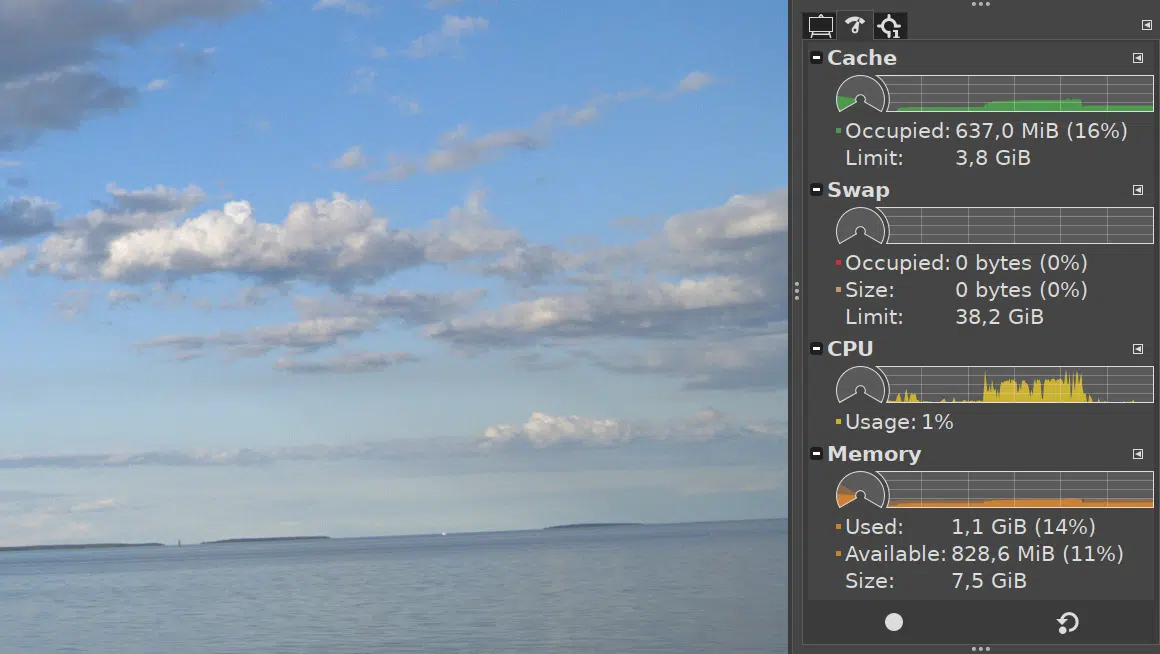 Cache
Occupied: 637,0 MiB (16%)
Limit: 3,8 GiB
Swap
Occupied: 0 bytes (0%)
Size: 0 bytes (0%)
Limit: 38,2 GiB
CPU
Usage: 1%
Memory
Used: 1,1 GiB (14%)
Available: 828,6 MiB (11%)
Size: 7,5 GiB